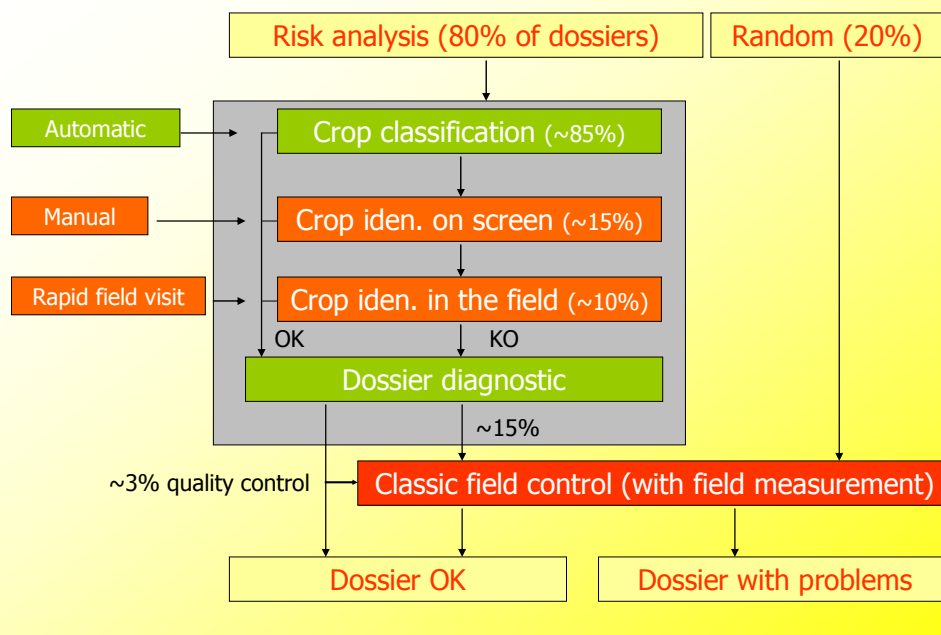 Risk analysis (80% of dossiers)
Random (20%)
Automatic
Crop classification (~85%)
Manual
Crop iden. on screen (~15%)
Rapid field visit
Crop iden. in the field (~10%)
OK
KO
Dossier diagnostic
~15%
~3% quality control
Classic field control (with field measurement)
Dossier OK
Dossier with problems